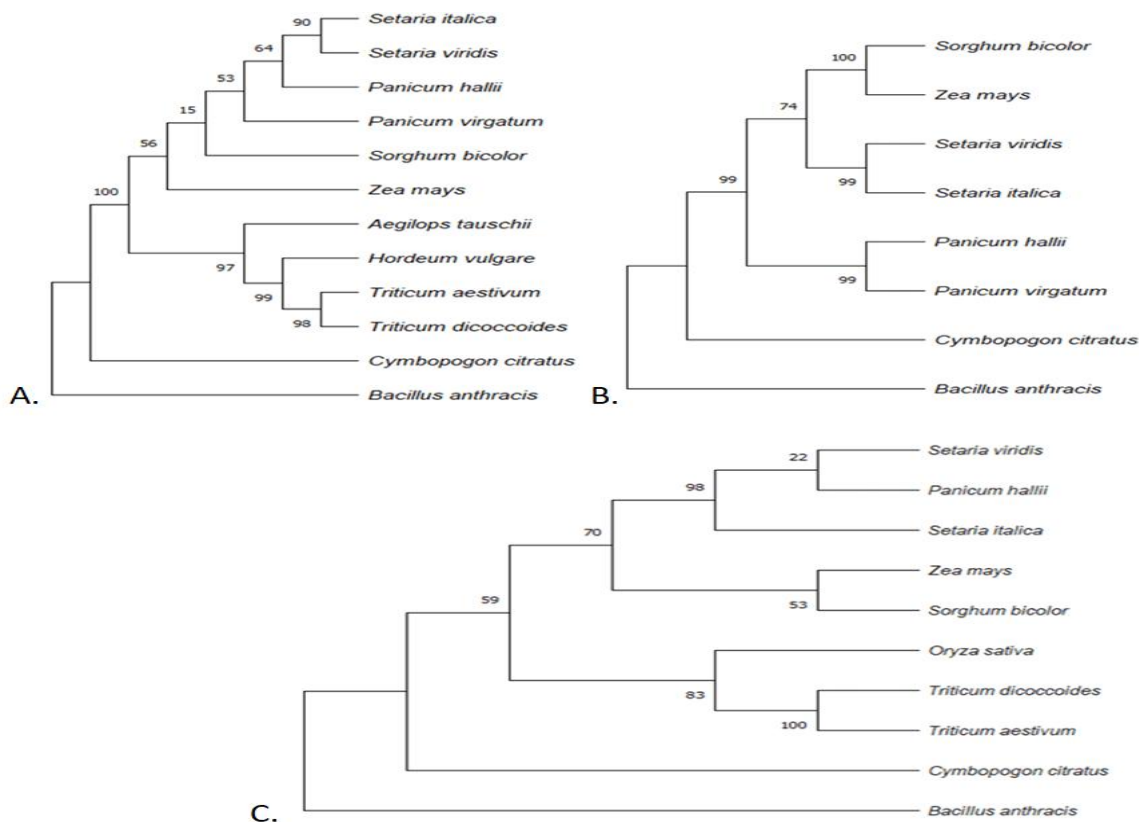 90
Setaria italica
Setaria viridis
64
Panicum hallii
53
Panicum virgatum
15
Sorghum bicolor
56
Zea mays
100
Aegilops tauschii
97
Hordeum vulgare
99
Triticum aestivum
98
Triticum dicoccoides
Cymbopogon citratus
Bacillus anthracis
A.
100
Sorghum bicolor
Zea mays
74
Setaria viridis
99
Setaria italica
99
Panicum hallii
99
Panicum virgatum
Cymbopogon citratus
Bacillus anthracis
B.
22
Setaria viridis
Panicum hallii
98
Setaria italica
70
Zea mays
53
Sorghum bicolor
59
Oryza sativa
83
Triticum dicoccoides
100
Triticum aestivum
Cymbopogon citratus
Bacillus anthracis
C.